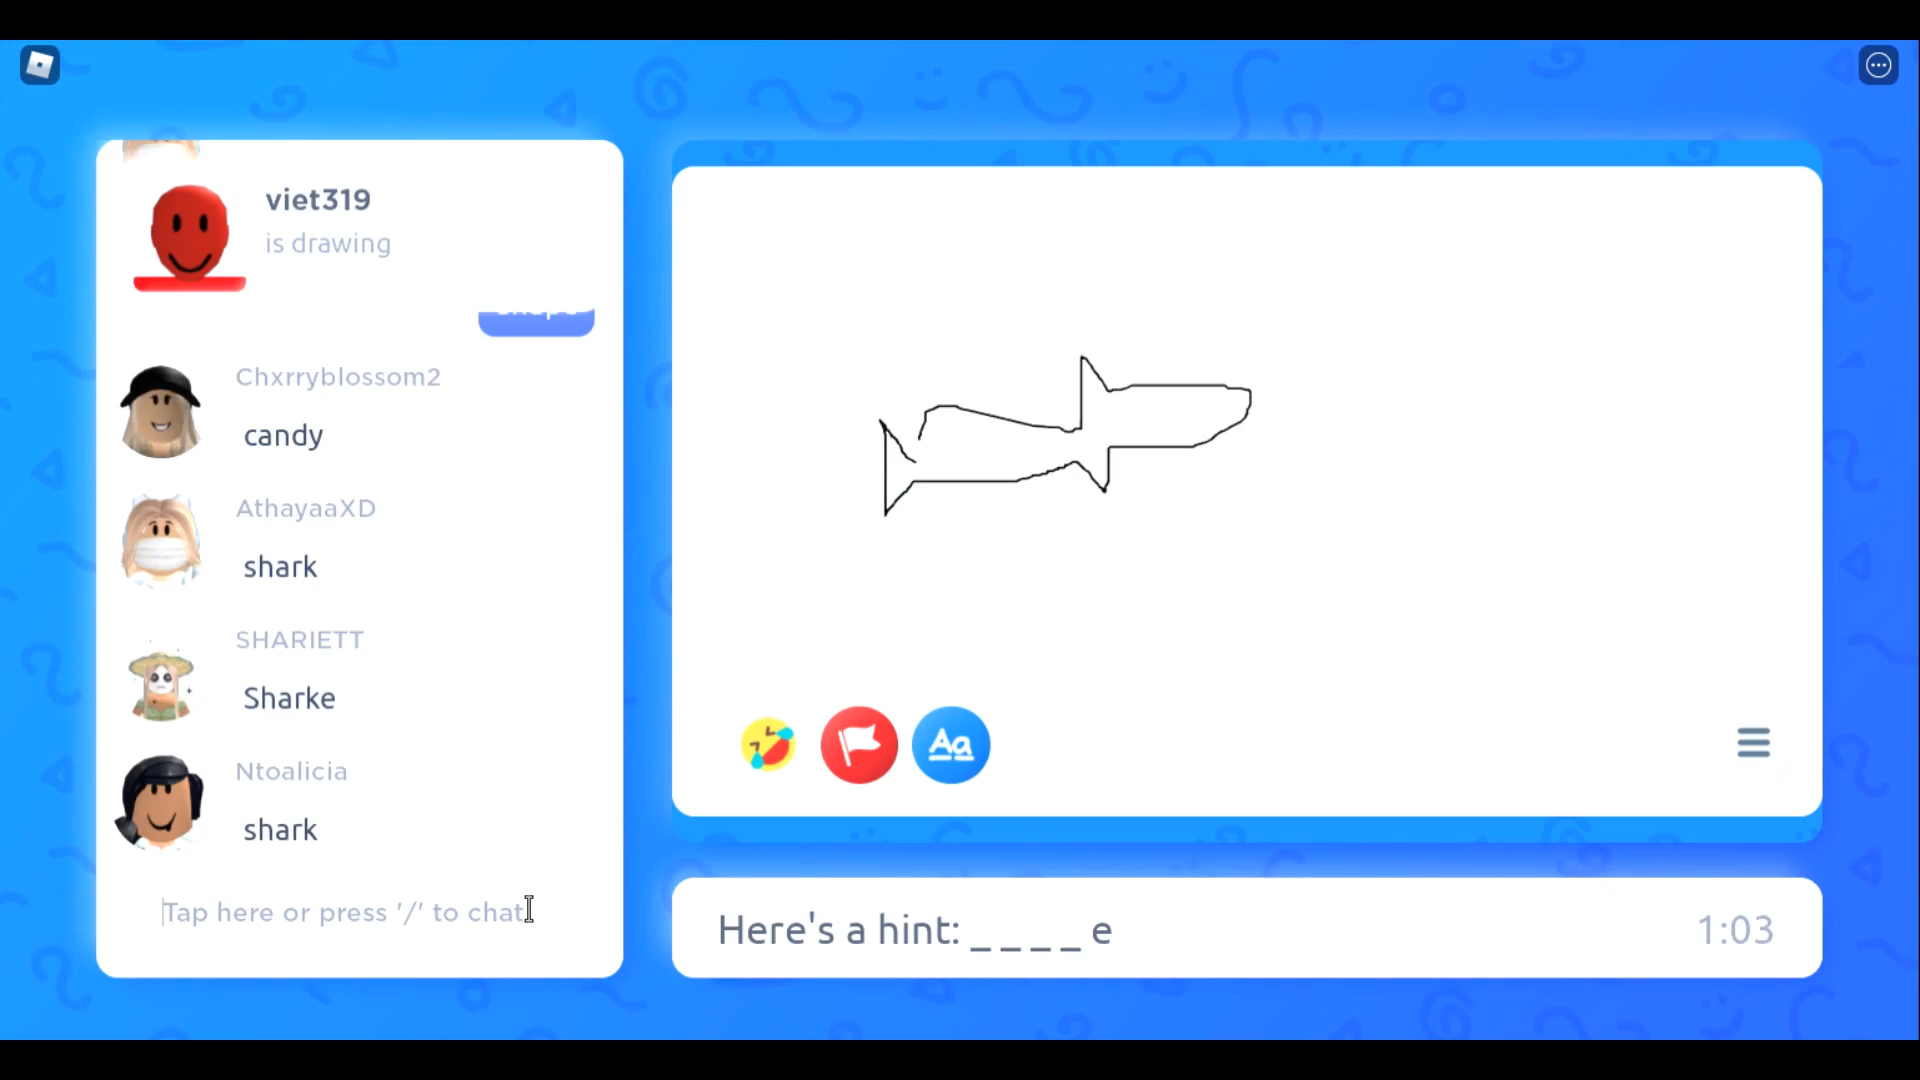 viet319
is drawing
Chxrryblossom2
candy
AthayaaXD
shark
SHARIETT
Sharke
Ntoalicia
shark
Tap here or press '/' to chat
Aa
Here's a hint: _ _ _ _ e
1:03